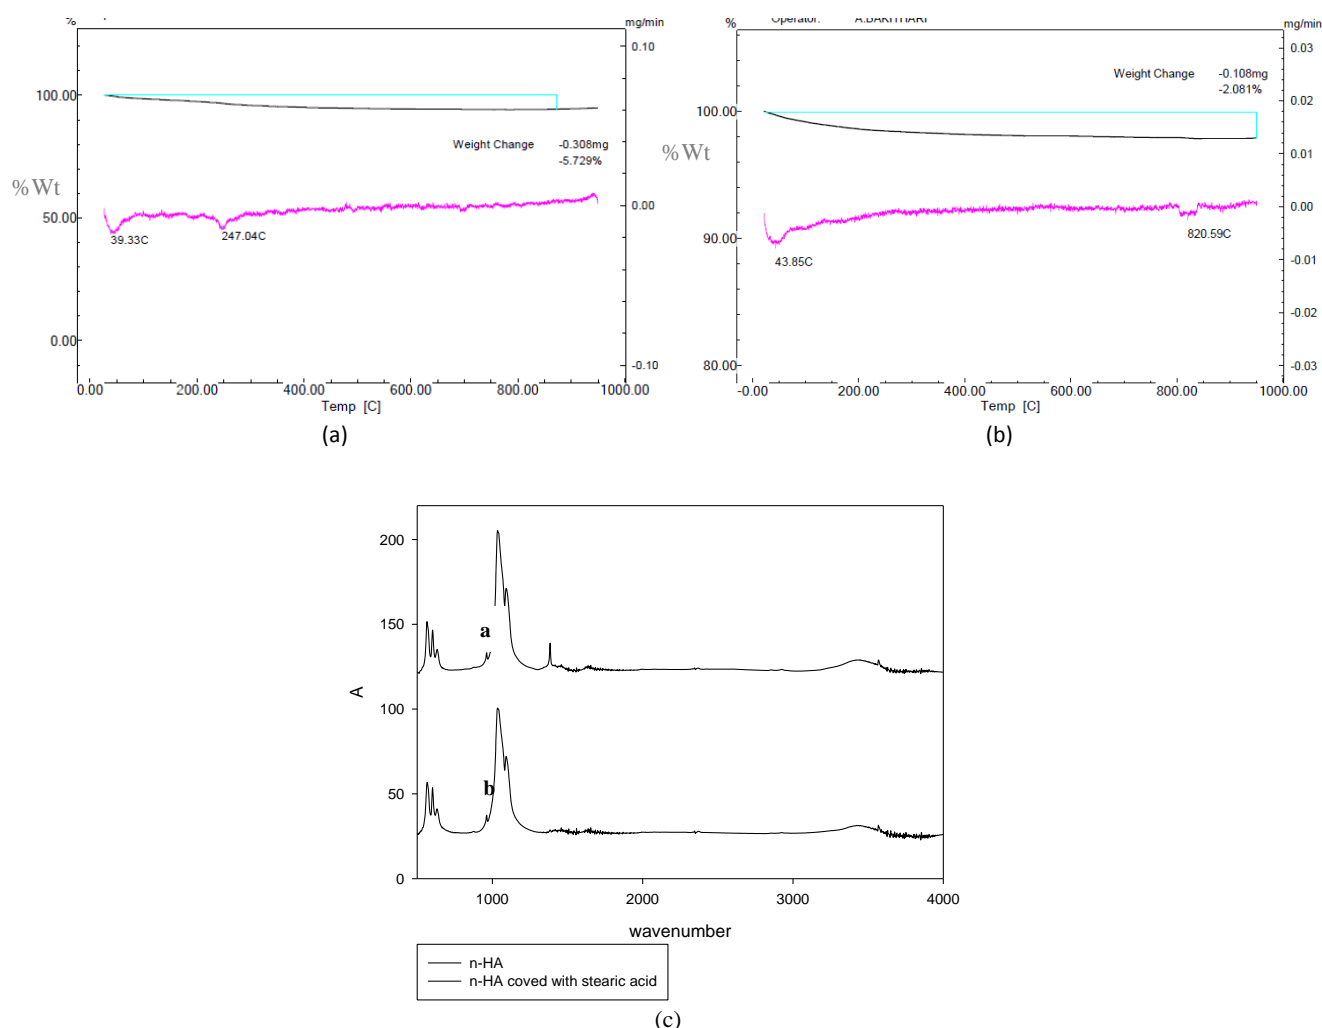 %
mg/min
0.10
100.00
Weight Change -0.308mg
-5.729%
%Wt
0.00
50.00
39.33C
247.04C
0.00
-0.10
0.00 200.00 400.00 600.00 800.00 1000.00
Temp [C]
(a)
%
Operator: A.BAKHTIARI
mg/min
0.03
Weight Change -0.108mg
-2.081%
0.02
100.00
0.01
%Wt
0.00
90.00
820.59C
43.85C
-0.01
-0.02
80.00
-0.03
-0.00 200.00 400.00 600.00 800.00 1000.00
Temp [C]
(b)
200
150
a
A
100
b
50
0
1000 2000 3000 4000
wavenumber
n-HA
n-HA coved with stearic acid
(c)